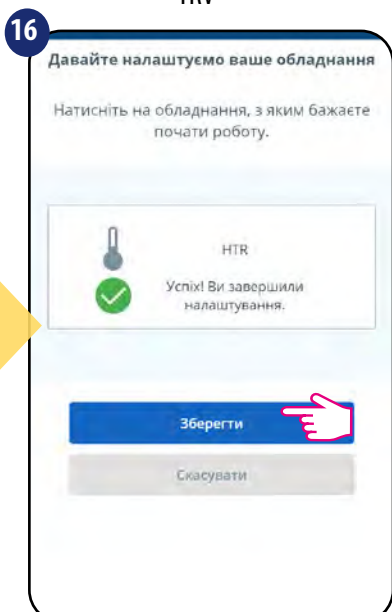 16
Давайте налаштуємо ваше обладнання
Натисніть на обладнання, з яким бажаєте
почати роботу.
HTR
Успіх! Ви завершили
налаштування.
Зберегти
Скасувати